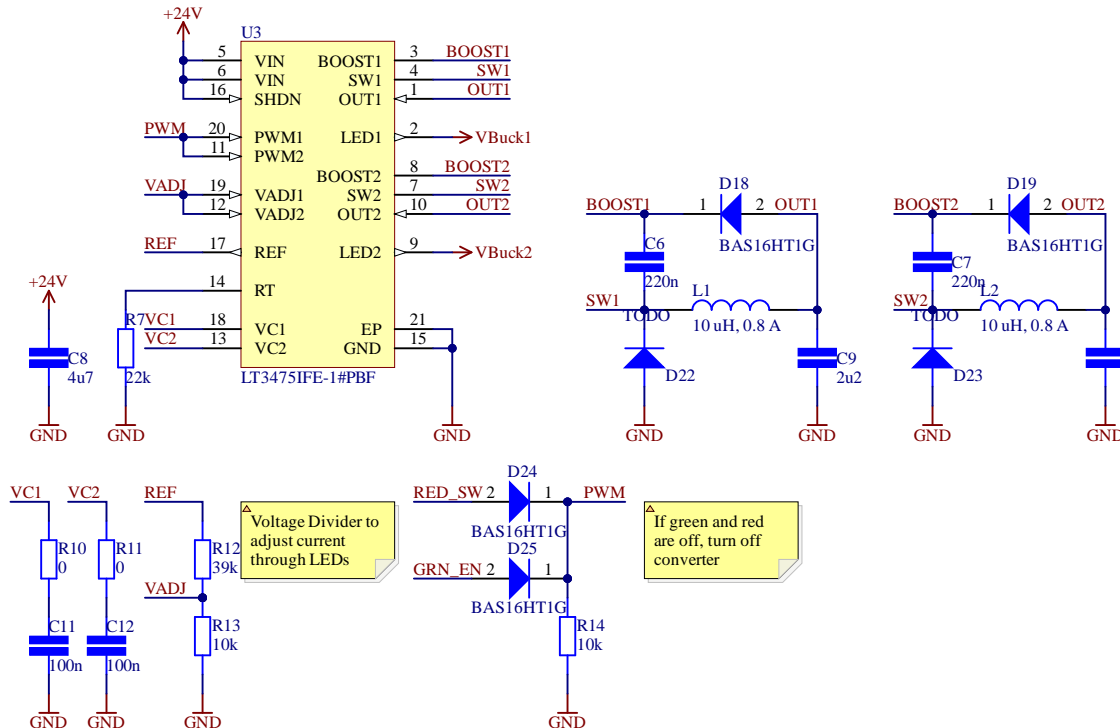 +24V
U3
5 VIN BOOST1 3 BOOST1
6 VIN SW1 4 SW1
16 SHDN OUT1 1 OUT1
PWM 20 PWM1 LED1 2 VBuck1
11 PWM2
BOOST2 8 BOOST2
VADJ 19 VADJ1 SW2 7 SW2
12 VADJ2 OUT2 10 OUT2
REF 17 REF LED2 9 VBuck2
14 RT
VC1 18 VC1 EP 21
VC2 13 VC2 GND 15
LT3475IFE-1#PBF
+24V
C8
4u7
GND
R7
22k
GND
GND
D18
BOOST1 1 2 OUT1
BAS16HT1G
C6
220n
L1
SW1
TODO
10 uH, 0.8 A
D22
C9
2u2
GND
GND
D19
BOOST2 1 2 OUT2
BAS16HT1G
C7
220n
L2
SW2
TODO
10 uH, 0.8 A
D23
GND
GND
VC1
R10
0
C11
100n
GND
VC2
R11
0
C12
100n
GND
REF
R12
39k
VADJ
R13
10k
GND
Voltage Divider to
adjust current
through LEDs
D24
RED_SW 2 1 PWM
BAS16HT1G
D25
GRN_EN 2 1
BAS16HT1G
R14
10k
GND
If green and red
are off, turn off
converter